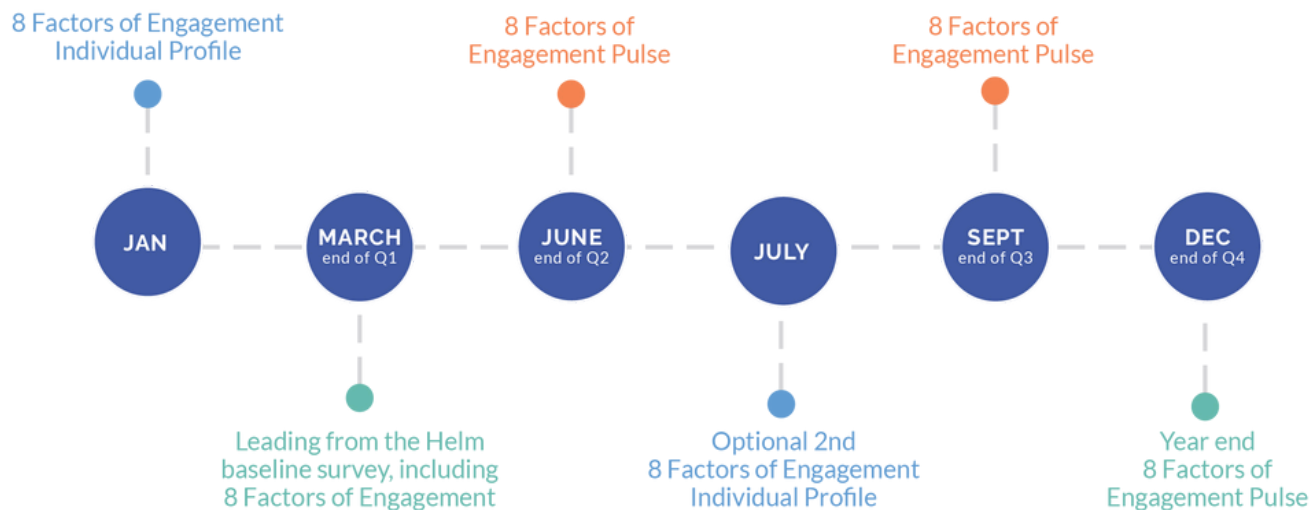 8 Factors of Engagement
Individual Profile
8 Factors of
Engagement Pulse
8 Factors of
Engagement Pulse
JAN
MARCH
end of Q1
JUNE
end of Q2
JULY
SEPT
end of Q3
DEC
end of Q4
Leading from the Helm
baseline survey, including
8 Factors of Engagement
Optional 2nd
8 Factors of Engagement
Individual Profile
Year end
8 Factors of
Engagement Pulse